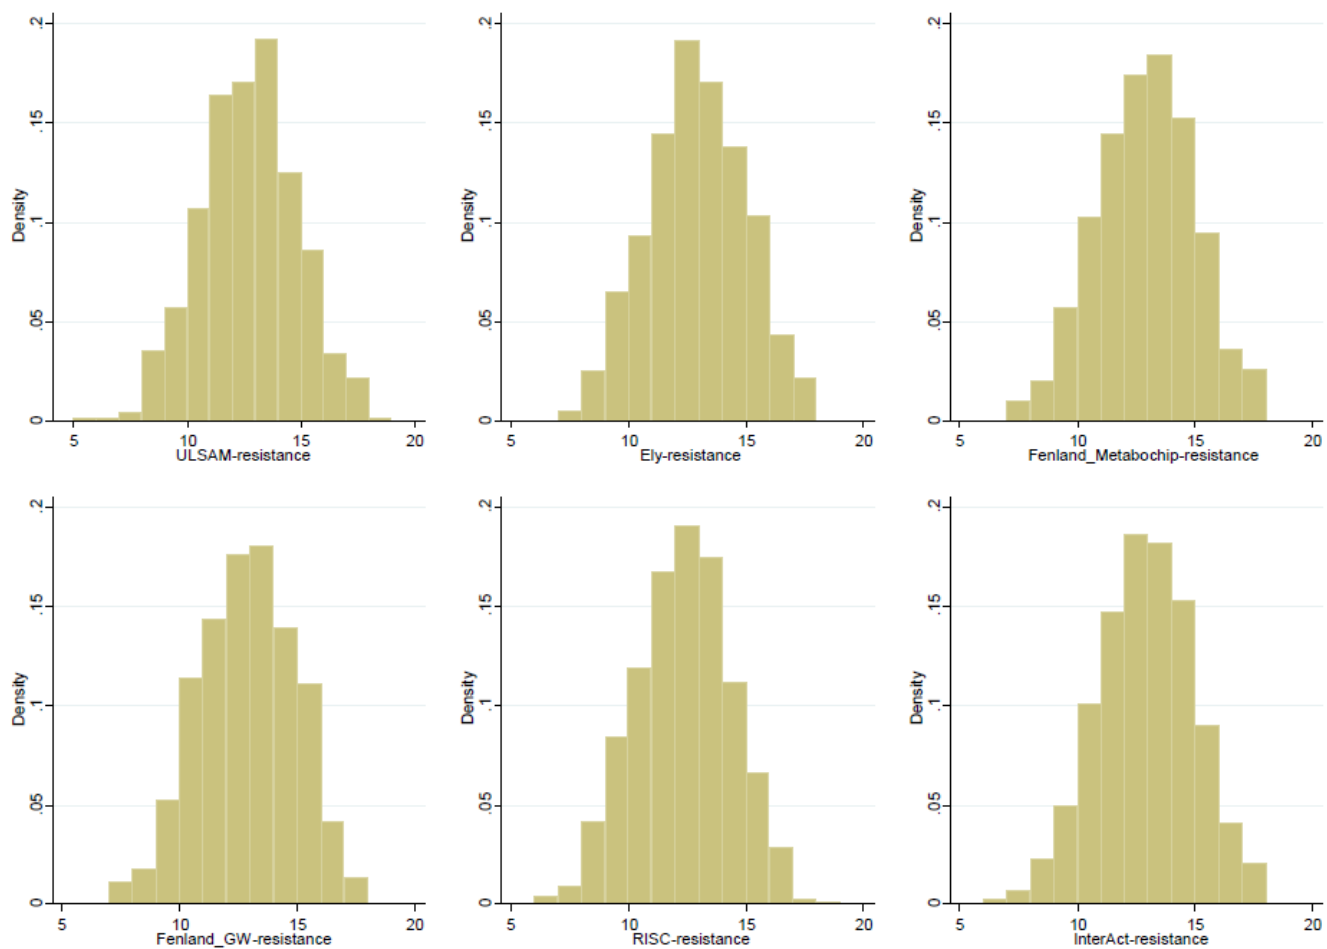 .2 .2 .2
.15 .15 .15
Density Density Density
.1 .1 .1
.05 .05 .05
0 0 0
5 10 15 20 5 10 15 20 5 10 15 20
ULSAM-resistance Ely-resistance Fenland_Metabochip-resistance
.2 .2 .2
.15 .15 .15
Density Density Density
.1 .1 .1
.05 .05 .05
0 0 0
5 10 15 20 5 10 15 20 5 10 15 20
Fenland_GW-resistance RISC-resistance InterAct-resistance